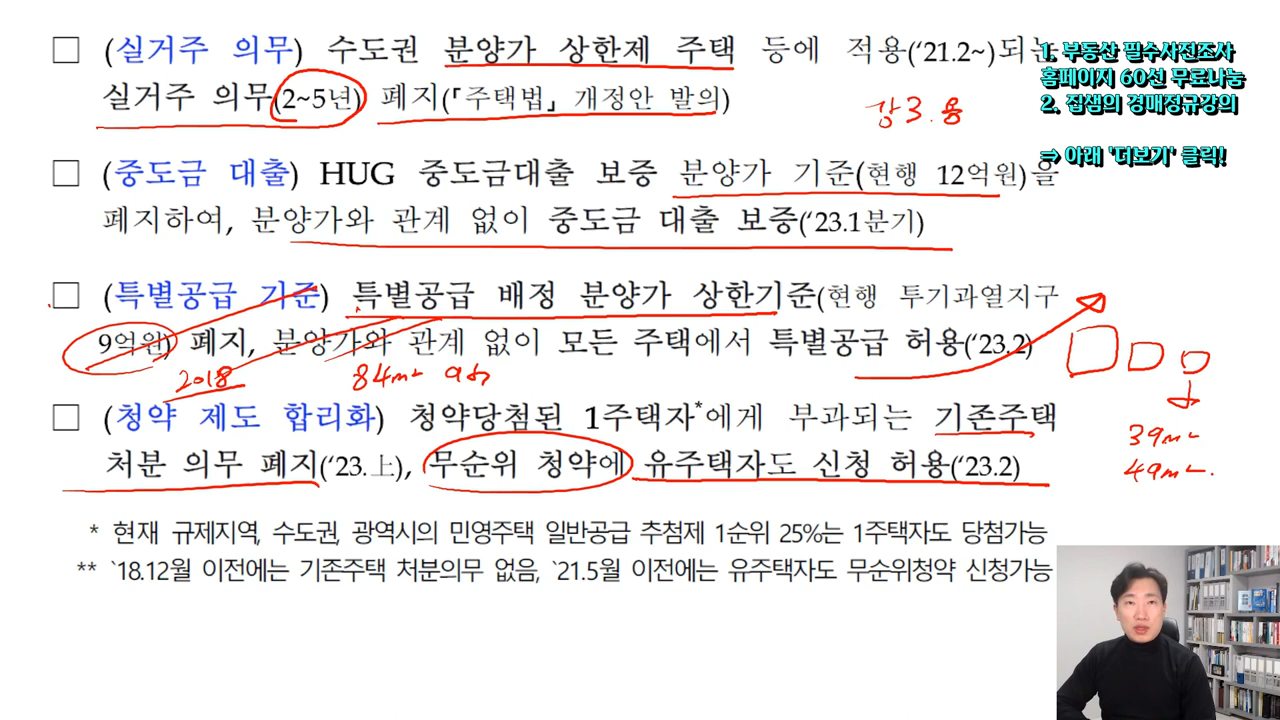 □ (실거주 의무) 수도권 분양가 상한제 주택 등에 적용('21.2~)되는
실거주 의무(2~5년) 폐지(「주택법」 개정안 발의)
강3.용
□ (중도금 대출) HUG 중도금대출 보증 분양가 기준(현행 12억원)을
폐지하여, 분양가와 관계 없이 중도금 대출 보증('23.1분기)
□ (특별공급 기준) 특별공급 배정 분양가 상한기준(현행 투기과열지구
9억원) 폐지, 분양가와 관계 없이 모든 주택에서 특별공급 허용('23.2)
2018
84m²
□ (청약 제도 합리화) 청약당첨된 1주택자*에게 부과되는 기존주택
처분 의무 폐지('23.上), 무순위 청약에 유주택자도 신청 허용('23.2)
39m²
49m².
* 현재 규제지역, 수도권, 광역시의 민영주택 일반공급 추첨제 1순위 25%는 1주택자도 당첨가능
** `18.12월 이전에는 기존주택 처분의무 없음, `21.5월 이전에는 유주택자도 무순위청약 신청가능
1. 부동산 필수사전조사
홈페이지 60선 무료나눔
2. 집샘의 경매정규강의
⇒ 아래 '더보기' 클릭!